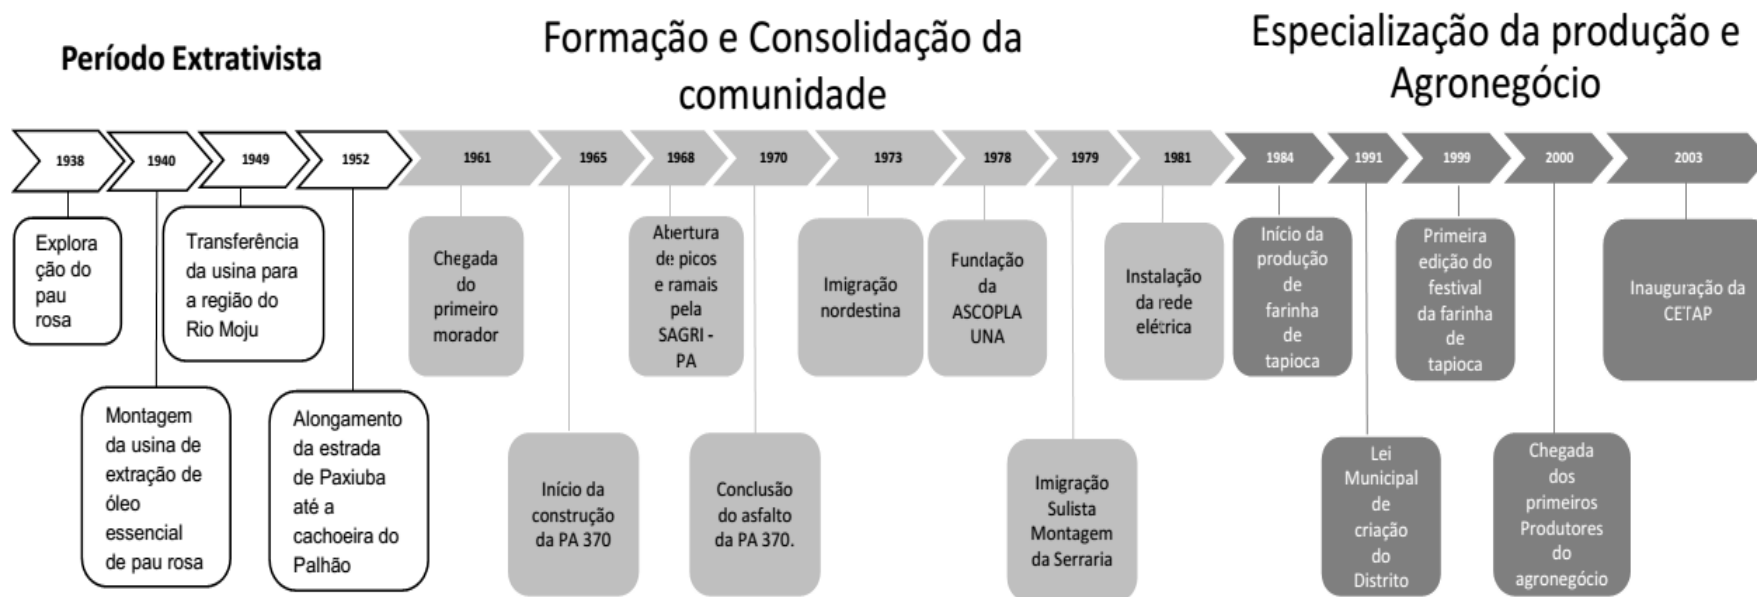 Período Extrativista
Formação e Consolidação da
comunidade
Especialização da produção e
Agronegócio
1938
1940
1949
1952
1961
1965
1968
1970
1973
1978
1979
1981
1984
1991
1999
2000
2003
Explora
ção do
pau
rosa
Transferência
da usina para
a região do
Rio Moju
Chegada
do
primeiro
morador
Abertura
de picos
e ramais
pela
SAGRI -
PA
Imigração
nordestina
Fundação
da
ASCOPLA
UNA
Instalação
da rede
elétrica
Início da
produção
de
farinha
de
tapioca
Primeira
edição do
festival
da farinha
de
tapioca
Inauguração da
CETAP
Montagem
da usina de
extração de
óleo
essencial
de pau rosa
Alongamento
da estrada
de Paxiuba
até a
cachoeira do
Palhão
Início da
construção
da PA 370
Conclusão
do asfalto
da PA 370.
Imigração
Sulista
Montagem
da Serraria
Lei
Municipal
de
criação
do
Distrito
Chegada
dos
primeiros
Produtores
do
agronegócio